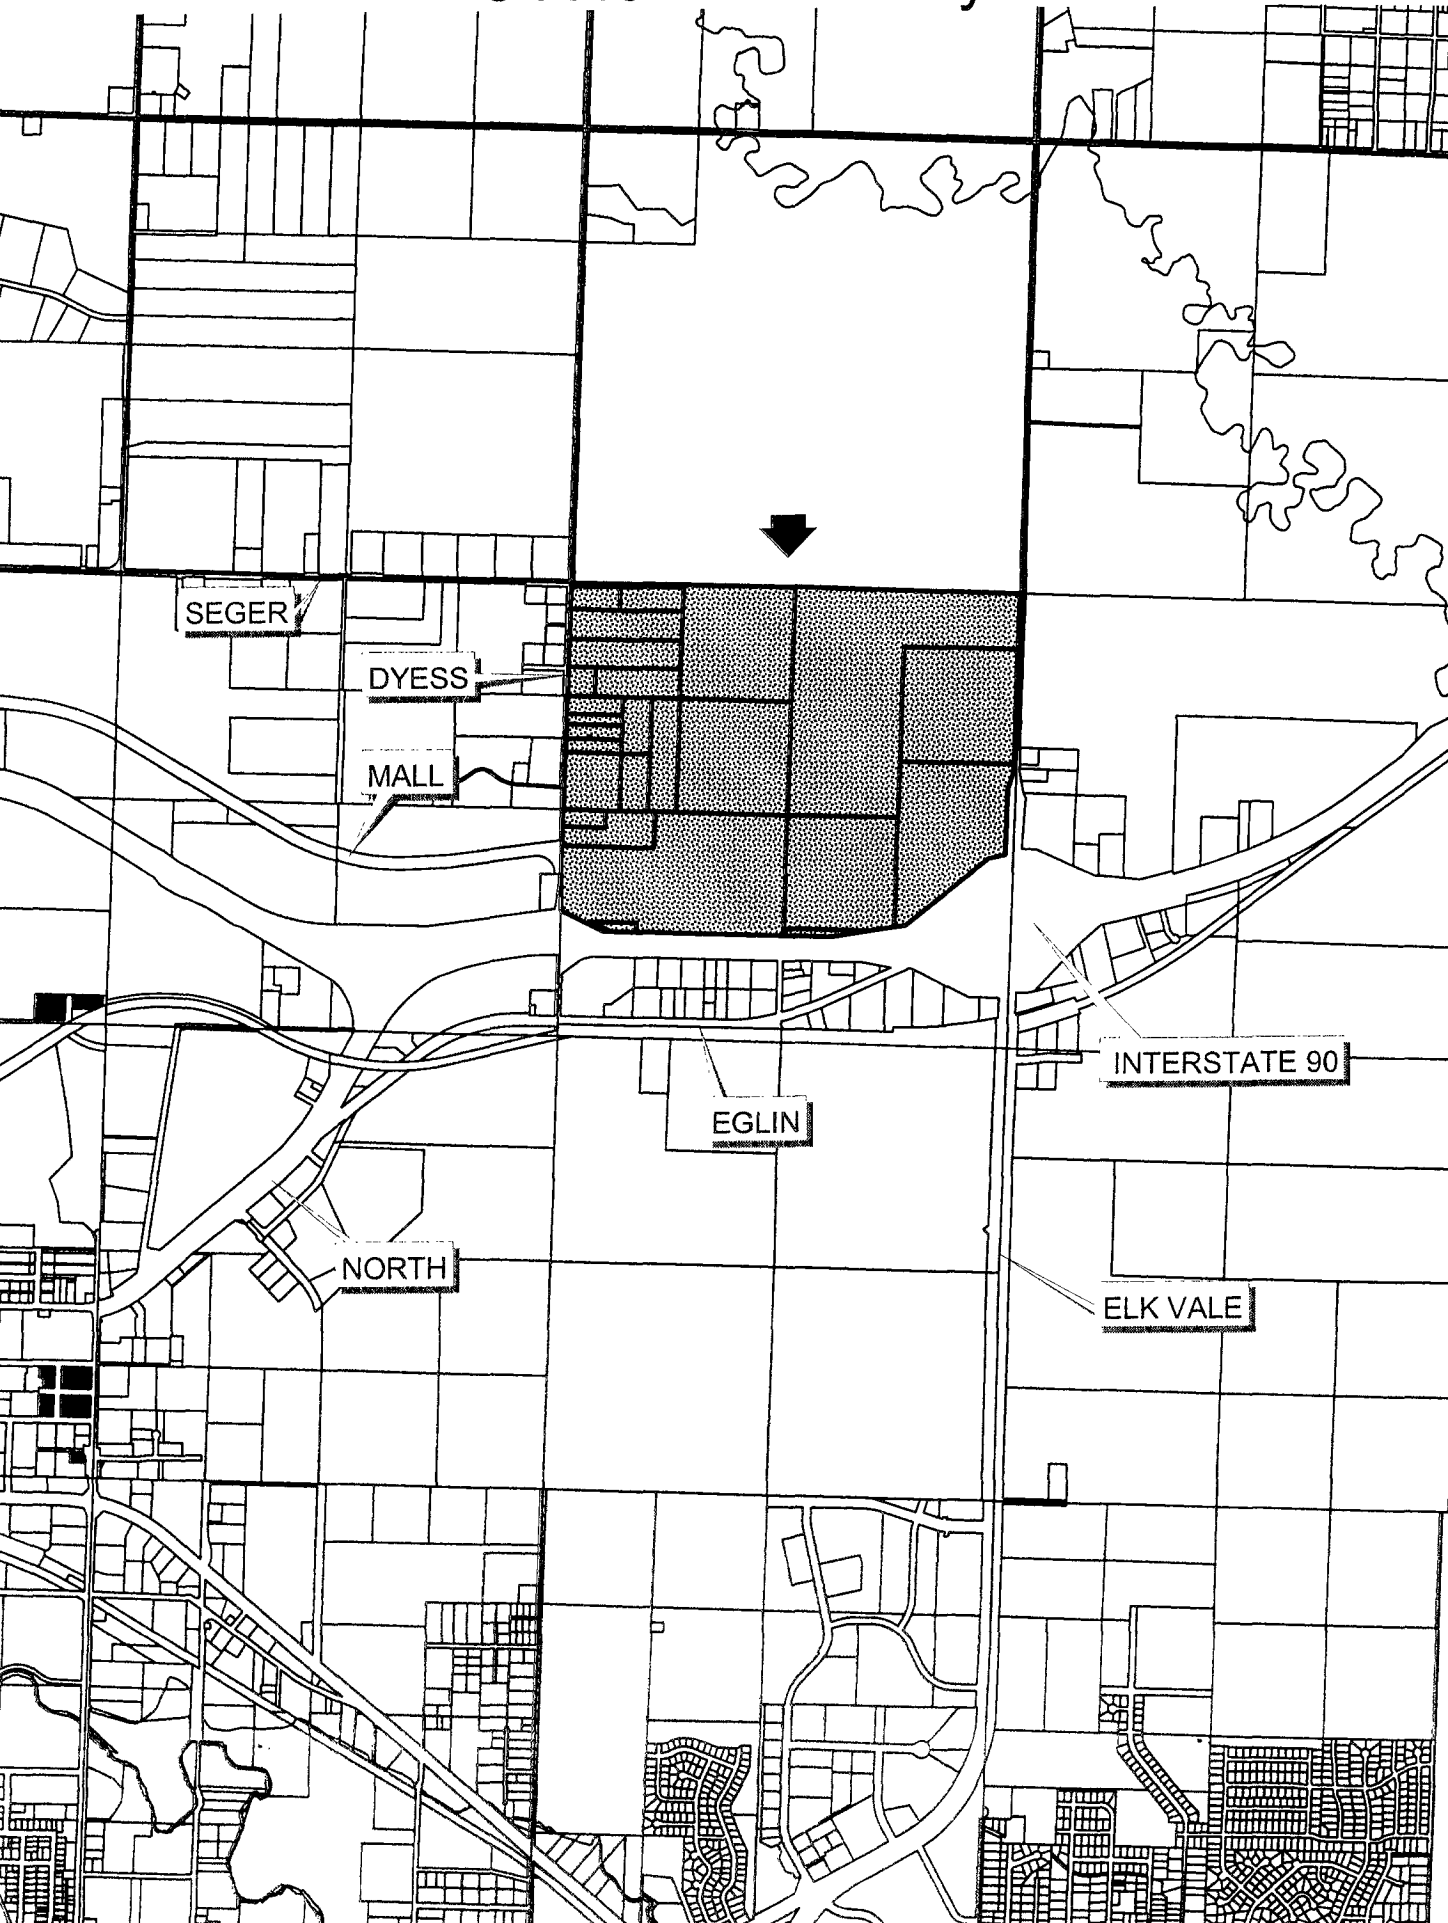 SEGER
DYESS
MALL
INTERSTATE 90
EGLIN
NORTH
ELK VALE